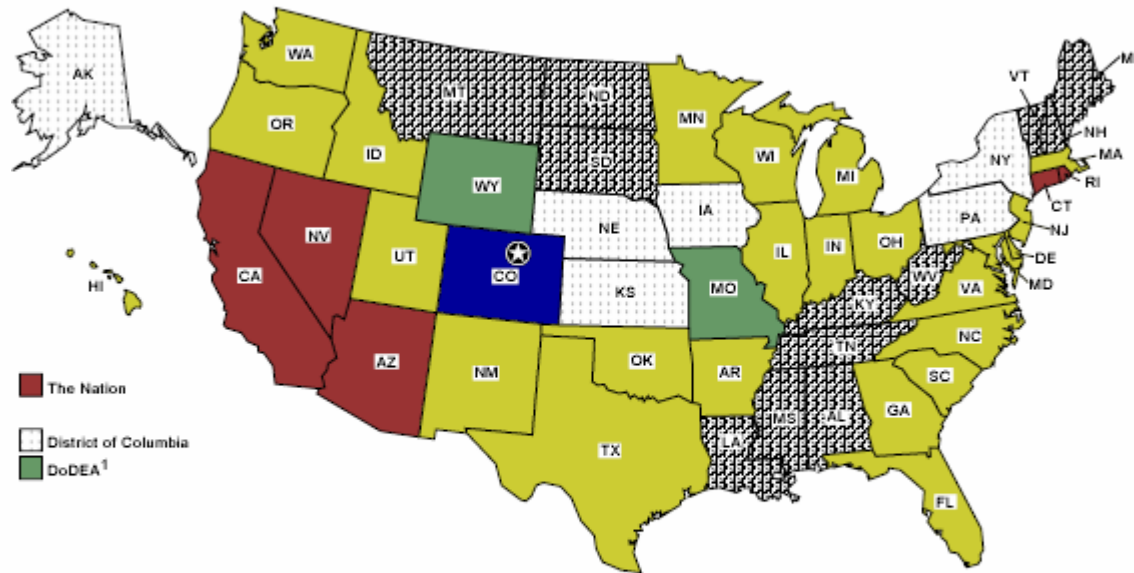 AK
WA
MT
ND
MN
VT
M
OR
ID
SD
WI
NH
MA
NY
MI
RI
WY
CT
IA
PA
NE
NJ
NV
UT
CO
IL
IN
OH
DE
CA
KS
MO
WV
MD
VA
HI
KY
TN
NC
AZ
NM
OK
AR
SC
The Nation
MS
AL
GA
LA
TX
District of Columbia
DoDEA1
FL